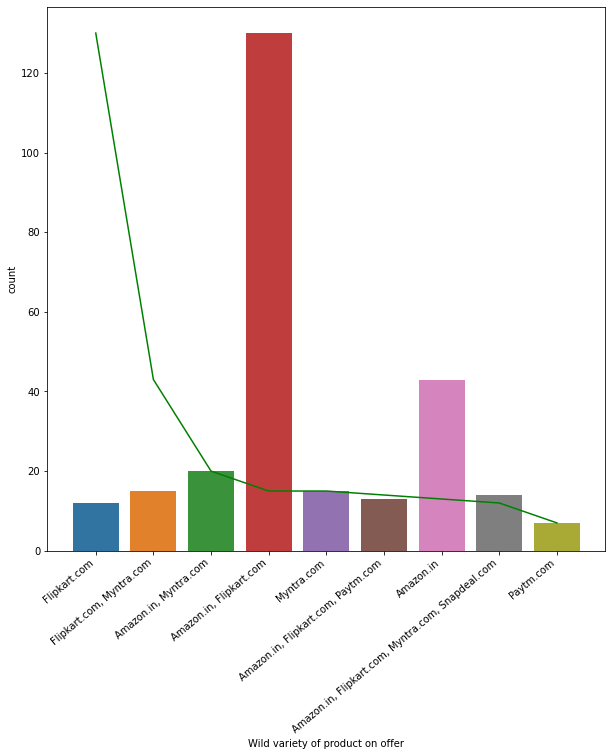 120
100
80
60
40
20
0
count
Flipkart.com
Flipkart.com, Myntra.com
Amazon.in, Myntra.com
Amazon.in, Flipkart.com
Myntra.com
Amazon.in, Flipkart.com, Paytm.com
Amazon.in
Amazon.in, Flipkart.com, Myntra.com, Snapdeal.com
Paytm.com
Wild variety of product on offer